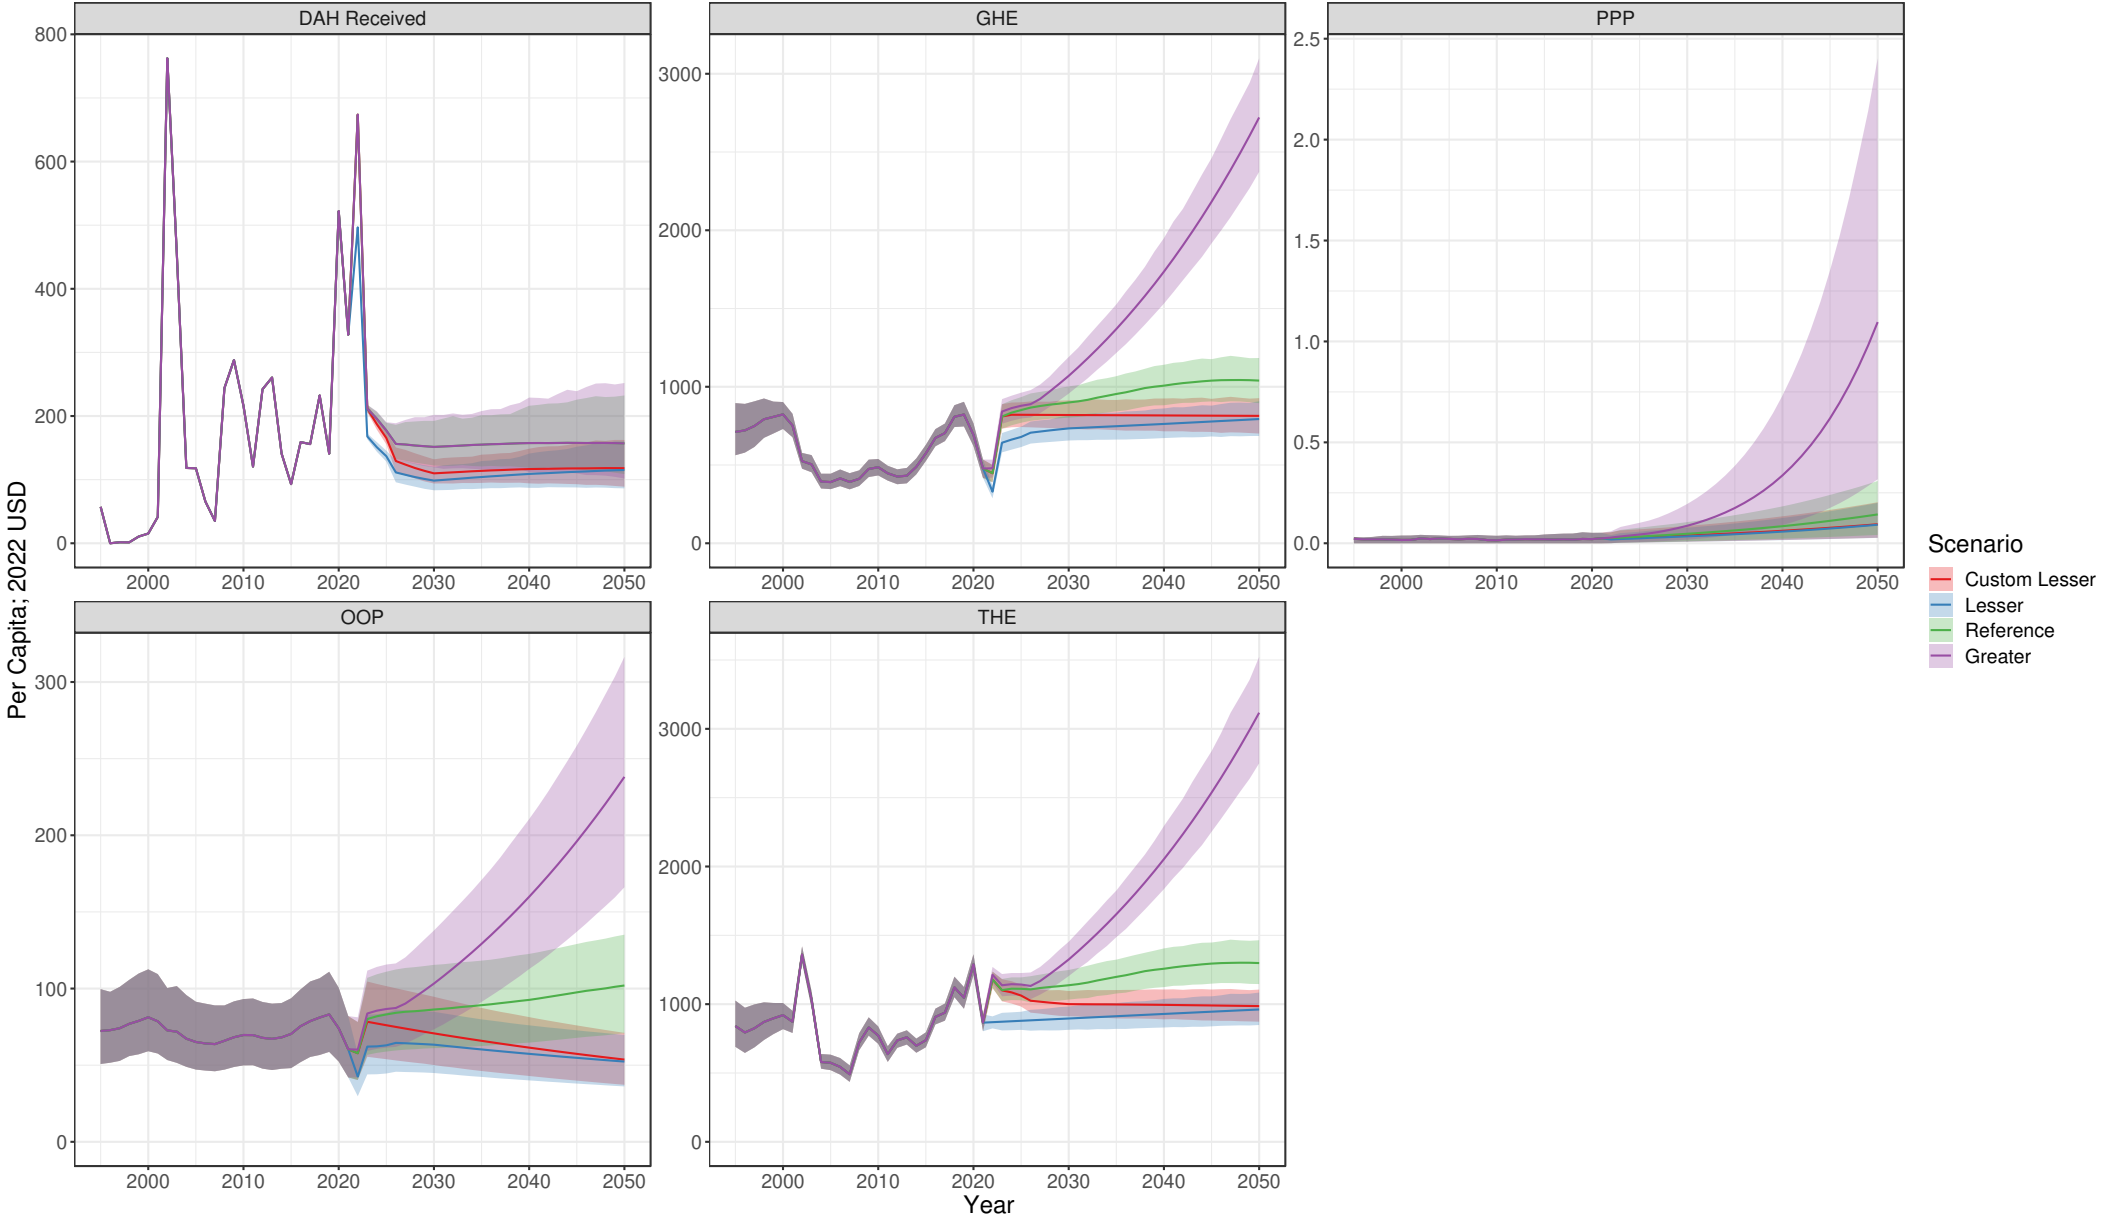 DAH Received
GHE
PPP
800
600
400
200
0
2000 2010 2020 2030 2040 2050
3000
2000
1000
0
2000 2010 2020 2030 2040 2050
2.5
2.0
1.5
1.0
0.5
0.0
2000 2010 2020 2030 2040 2050
Per Capita; 2022 USD
OOP
THE
300
200
100
0
2000 2010 2020 2030 2040 2050
3000
2000
1000
0
2000 2010 2020 2030 2040 2050
Year
Scenario
Custom Lesser
Lesser
Reference
Greater